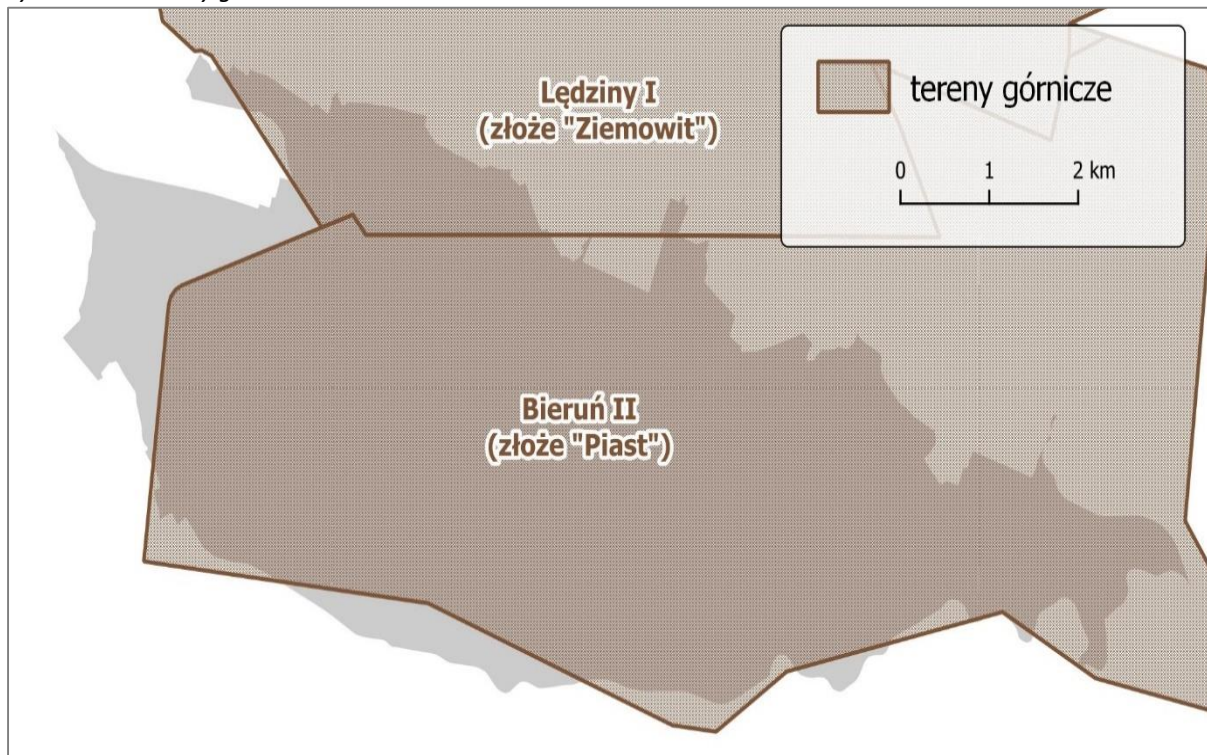 Lędziny I
(złoże "Ziemowit")
tereny górnicze
0 1 2 km
Bieruń II
(złoże "Piast")